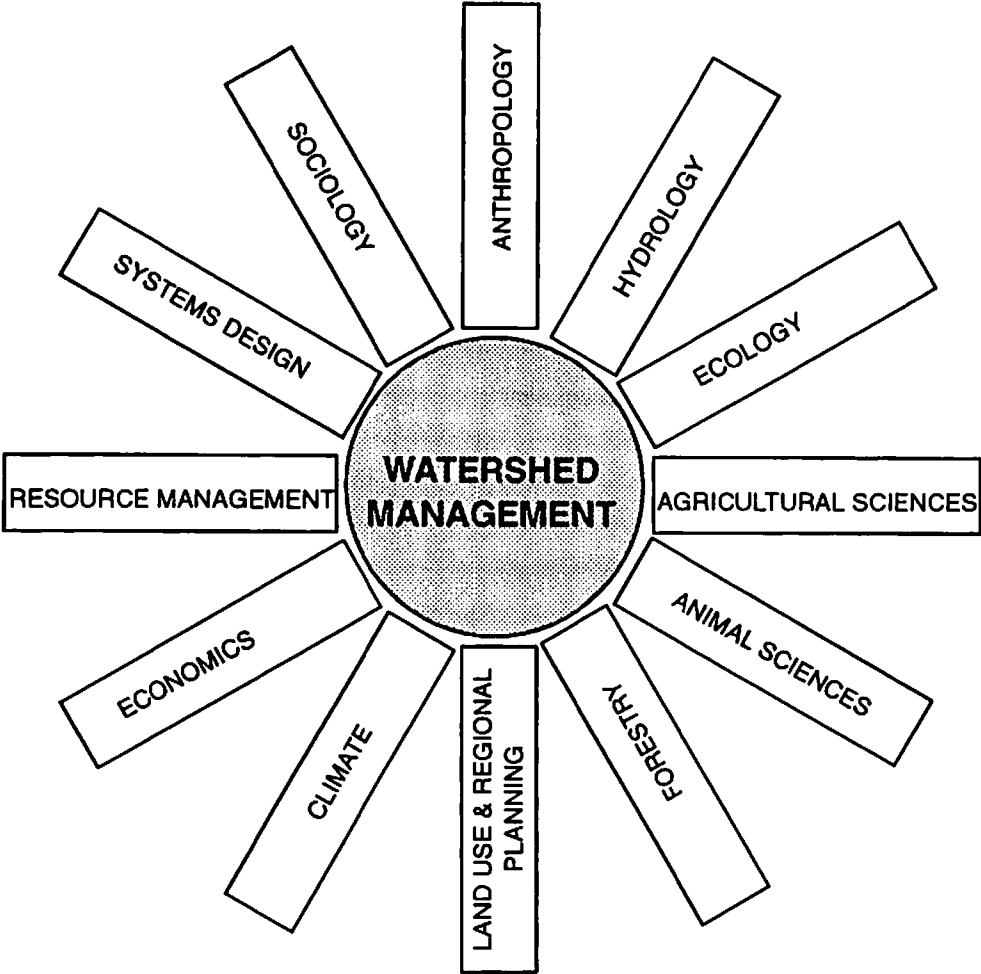 ANTHROPOLOGY
HYDROLOGY
ECOLOGY
AGRICULTURAL SCIENCES
ANIMAL SCIENCES
FORESTRY
LAND USE & REGIONAL
PLANNING
CLIMATE
ECONOMICS
RESOURCE MANAGEMENT
SYSTEMS DESIGN
SOCIOLOGY
WATERSHED
MANAGEMENT